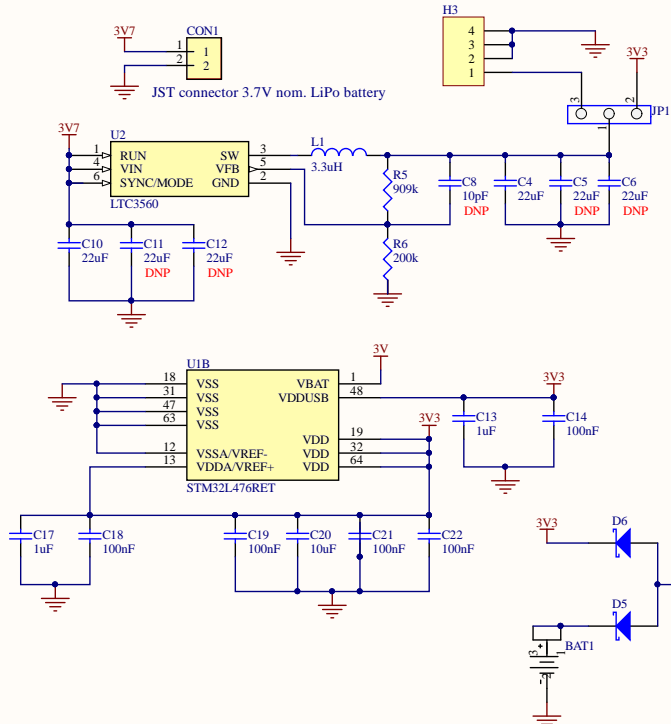 CON1
3V7
1 1
2 2
JST connector 3.7V nom. LiPo battery
H3
4
3
2
1
3V3
3 2
JP1
1
3V7
U2
1 RUN SW 3
4 VIN VFB 5
6 SYNC/MODE GND 2
LTC3560
L1
3.3uH
R5
909k
R6
200k
C8
10pF
DNP
C4
22uF
C5
22uF
DNP
C6
22uF
DNP
C10
22uF
C11
22uF
DNP
C12
22uF
DNP
U1B
3V
18 VSS VBAT 1
31 VSS VDDUSB 48
47 VSS
63 VSS
VDD 19
12 VSSA/VREF- VDD 32
13 VDDA/VREF+ VDD 64
STM32L476RET
3V3
3V3
C13
1uF
C14
100nF
C17
1uF
C18
100nF
C19
100nF
C20
10uF
C21
100nF
C22
100nF
3V3
D6
D5
BAT1
3 + 1
- 2